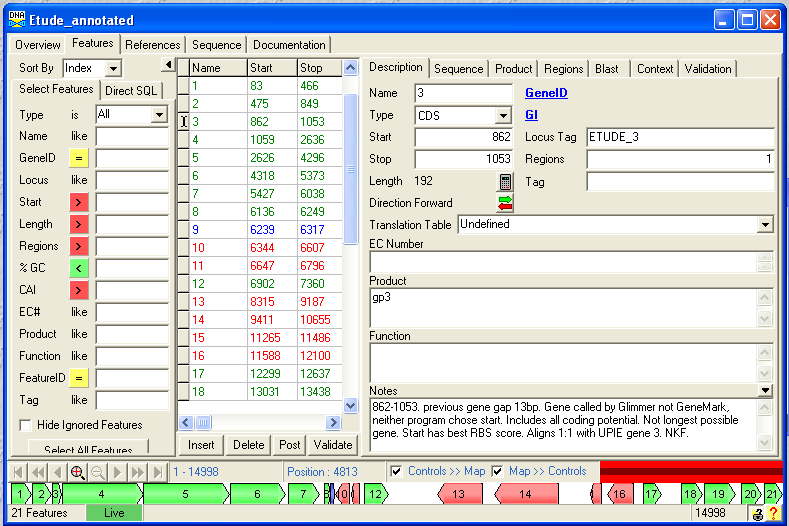 DNA Etude_annotated
Overview Features References Sequence Documentation
Sort By Index
Select Features Direct SQL
Type is All
Name like
GeneID =
Locus like
Start >
Length >
Regions >
% GC <
CAI >
EC# like
Product like
Function like
FeatureID =
Tag like
Hide Ignored Features
Select All Features
Name Start Stop
1 83 466
2 475 849
3 862 1053
4 1059 2636
5 2626 4296
6 4318 5373
7 5427 6038
8 6136 6249
9 6239 6317
10 6344 6607
11 6647 6796
12 6902 7360
13 8315 9187
14 9411 10655
15 11265 11486
16 11588 12100
17 12299 12637
18 13031 13438
Insert Delete Post Validate
Description Sequence Product Regions Blast Context Validation
Name 3 GeneID
Type CDS GI
Start 862 Locus Tag ETUDE_3
Stop 1053 Regions 1
Length 192 Tag
Direction Forward
Translation Table Undefined
EC Number
Product
gp3
Function
Notes
862-1053. previous gene gap 13bp. Gene called by Glimmer not GeneMark,
neither program chose start. Includes all coding potential. Not longest possible
gene. Start has best RBS score. Aligns 1:1 with UPIE gene 3. NKF.
1 - 14998 Position : 4813 Controls >> Map Map >> Controls
1 2 3 4 5 6 7 12 13 14 16 17 18 19 20 21
21 Features Live 14998 ?